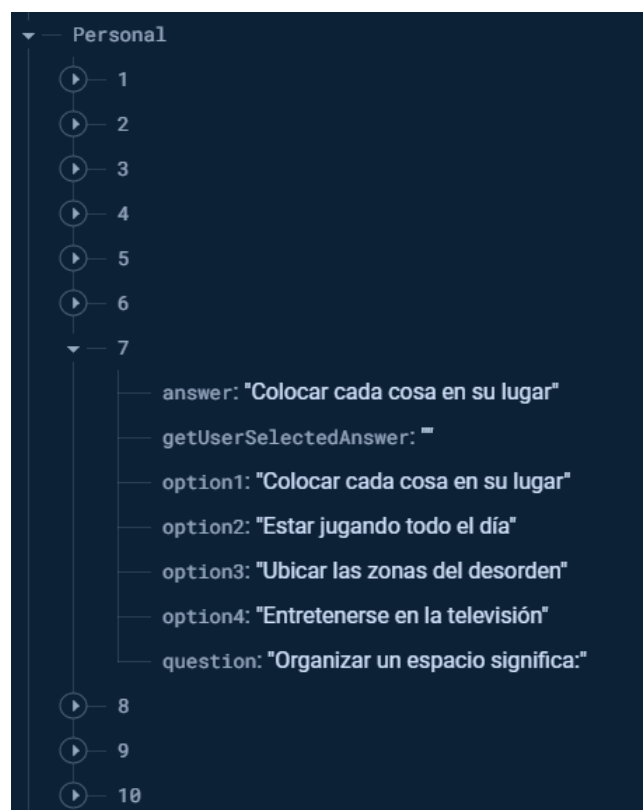 Personal
1
2
3
4
5
6
7
answer: "Colocar cada cosa en su lugar"
getUserSelectedAnswer: ""
option1: "Colocar cada cosa en su lugar"
option2: "Estar jugando todo el día"
option3: "Ubicar las zonas del desorden"
option4: "Entretenerse en la televisión"
question: "Organizar un espacio significa:"
8
9
10